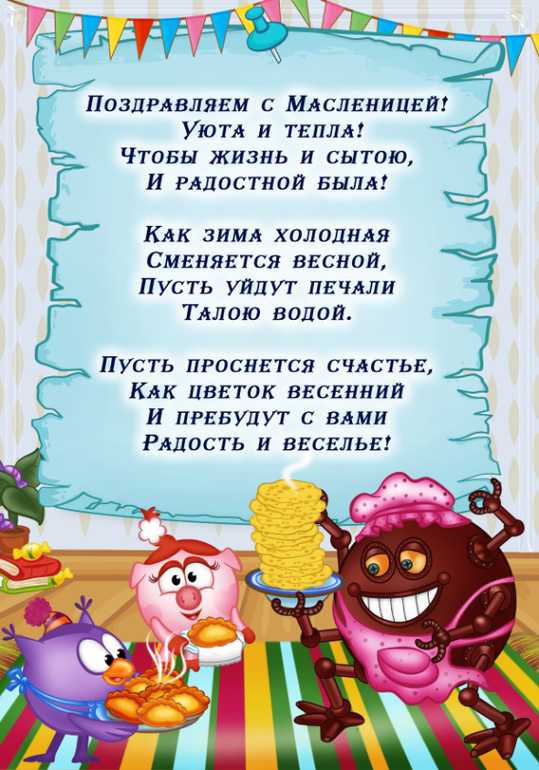 Поздравляем с Масленицей!
Уюта и тепла!
Чтобы жизнь и сытою,
И радостной была!
Как зима холодная
Сменяется весной,
Пусть уйдут печали
Талою водой.
Пусть проснется счастье,
Как цветок весенний
И пребудут с вами
Радость и веселье!